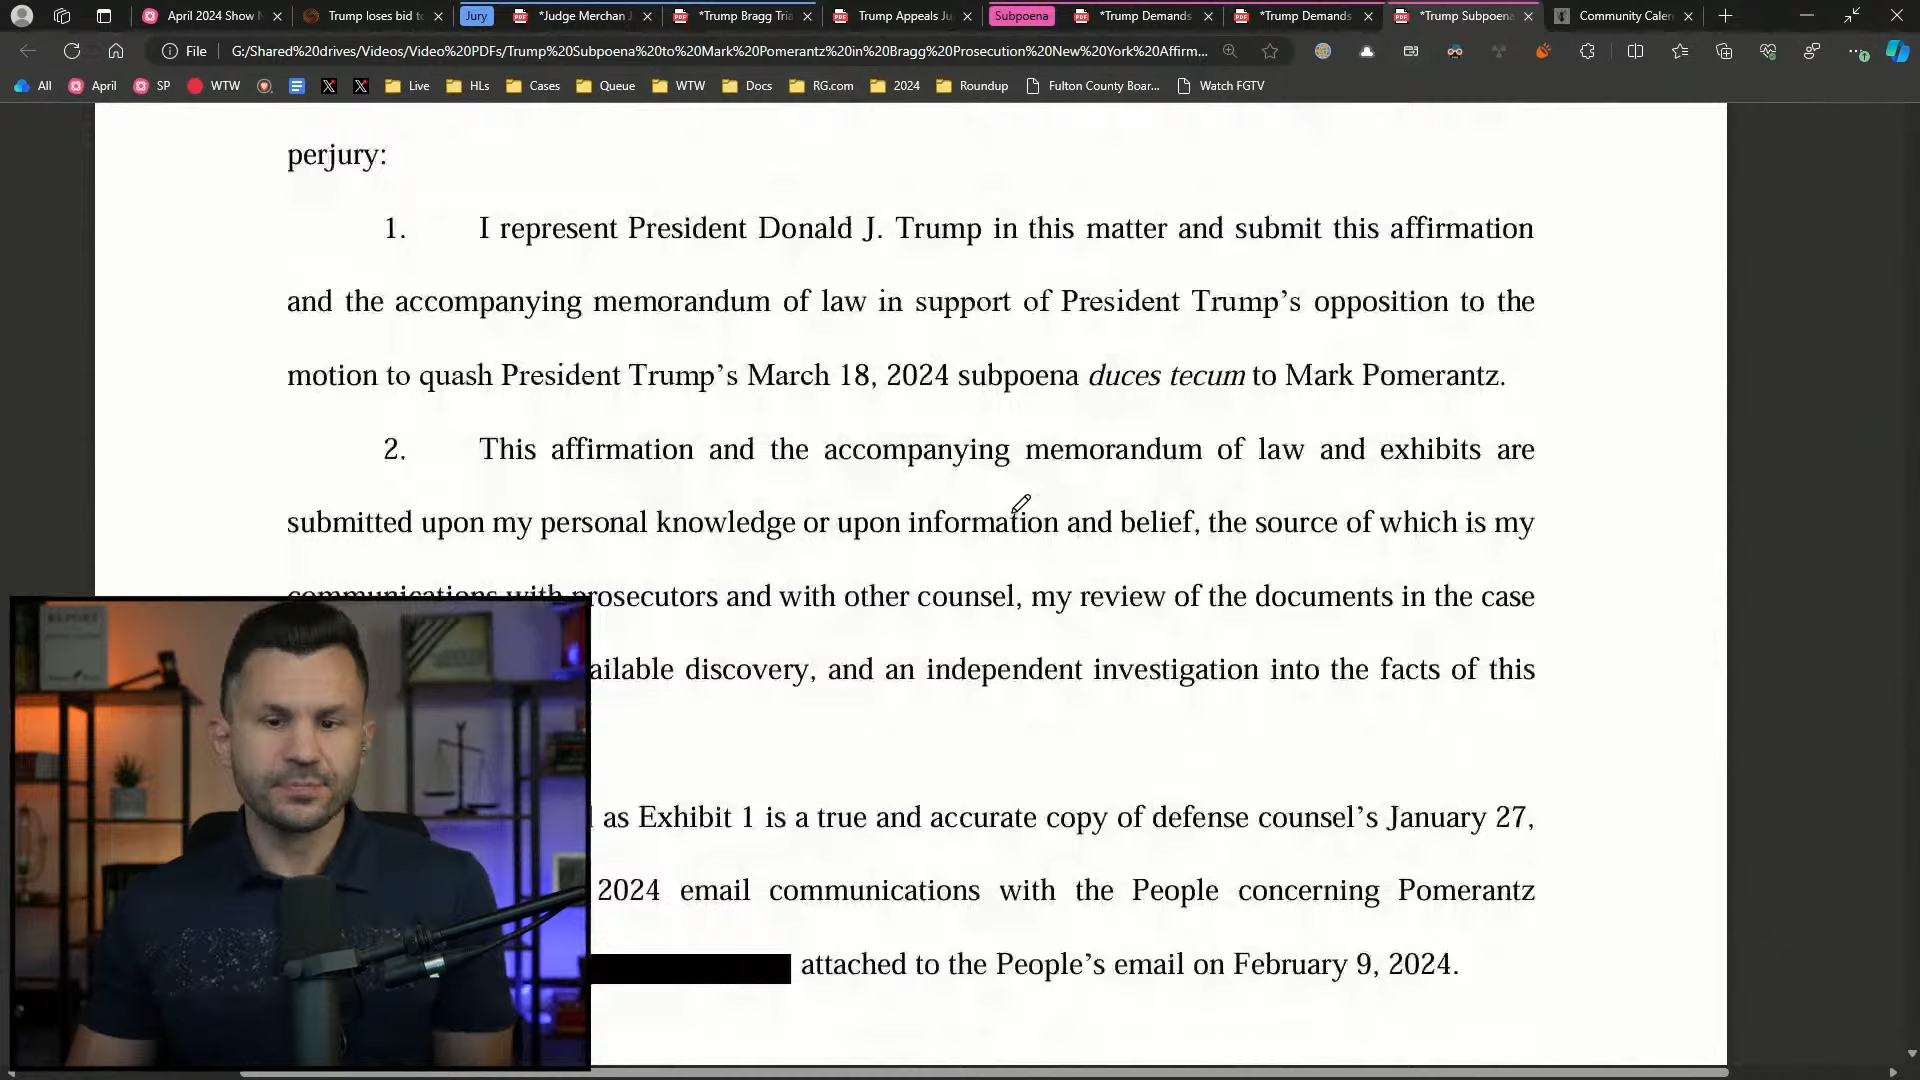 April 2024 Show N
Trump loses bid to
Jury
*Judge Merchan J
*Trump Bragg Tria
Trump Appeals Ju
Subpoena
*Trump Demands
*Trump Demands
*Trump Subpoena
Community Calen
File
G:/Shared%20drives/Videos/Video%20PDFs/Trump%20Subpoena%20to%20Mark%20Pomerantz%20in%20Bragg%20Prosecution%20New%20York%20Affirm...
All
April
SP
WTW
Live
HLs
Cases
Queue
WTW
Docs
RG.com
2024
Roundup
Fulton County Boar...
Watch FGTV
perjury:
1. I represent President Donald J. Trump in this matter and submit this affirmation
and the accompanying memorandum of law in support of President Trump’s opposition to the
motion to quash President Trump’s March 18, 2024 subpoena duces tecum to Mark Pomerantz.
2. This affirmation and the accompanying memorandum of law and exhibits are
submitted upon my personal knowledge or upon information and belief, the source of which is my
communications with prosecutors and with other counsel, my review of the documents in the case
ailable discovery, and an independent investigation into the facts of this
as Exhibit 1 is a true and accurate copy of defense counsel’s January 27,
2024 email communications with the People concerning Pomerantz
attached to the People’s email on February 9, 2024.
REPORT